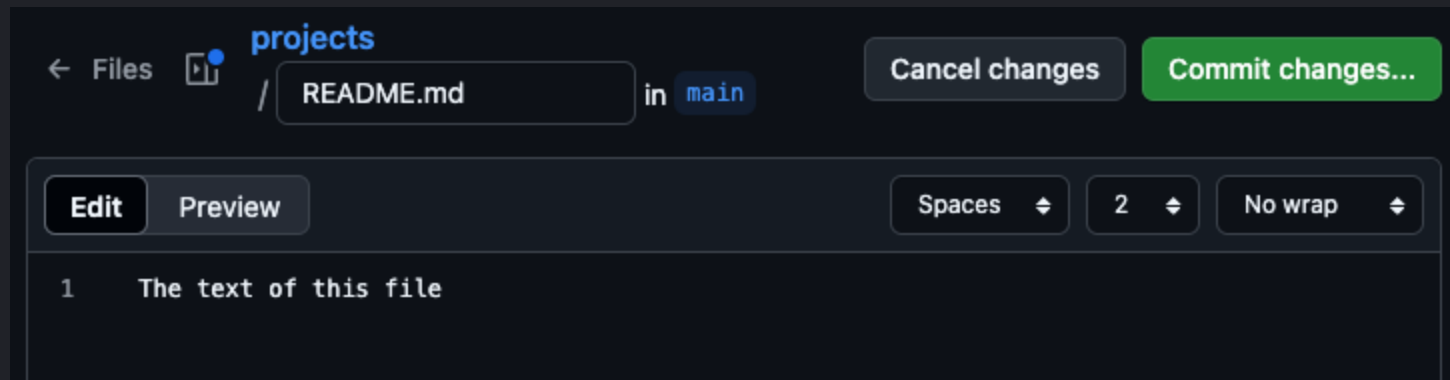 projects
← Files / README.md in main Cancel changes Commit changes...
Edit Preview Spaces 2 No wrap
1 The text of this file